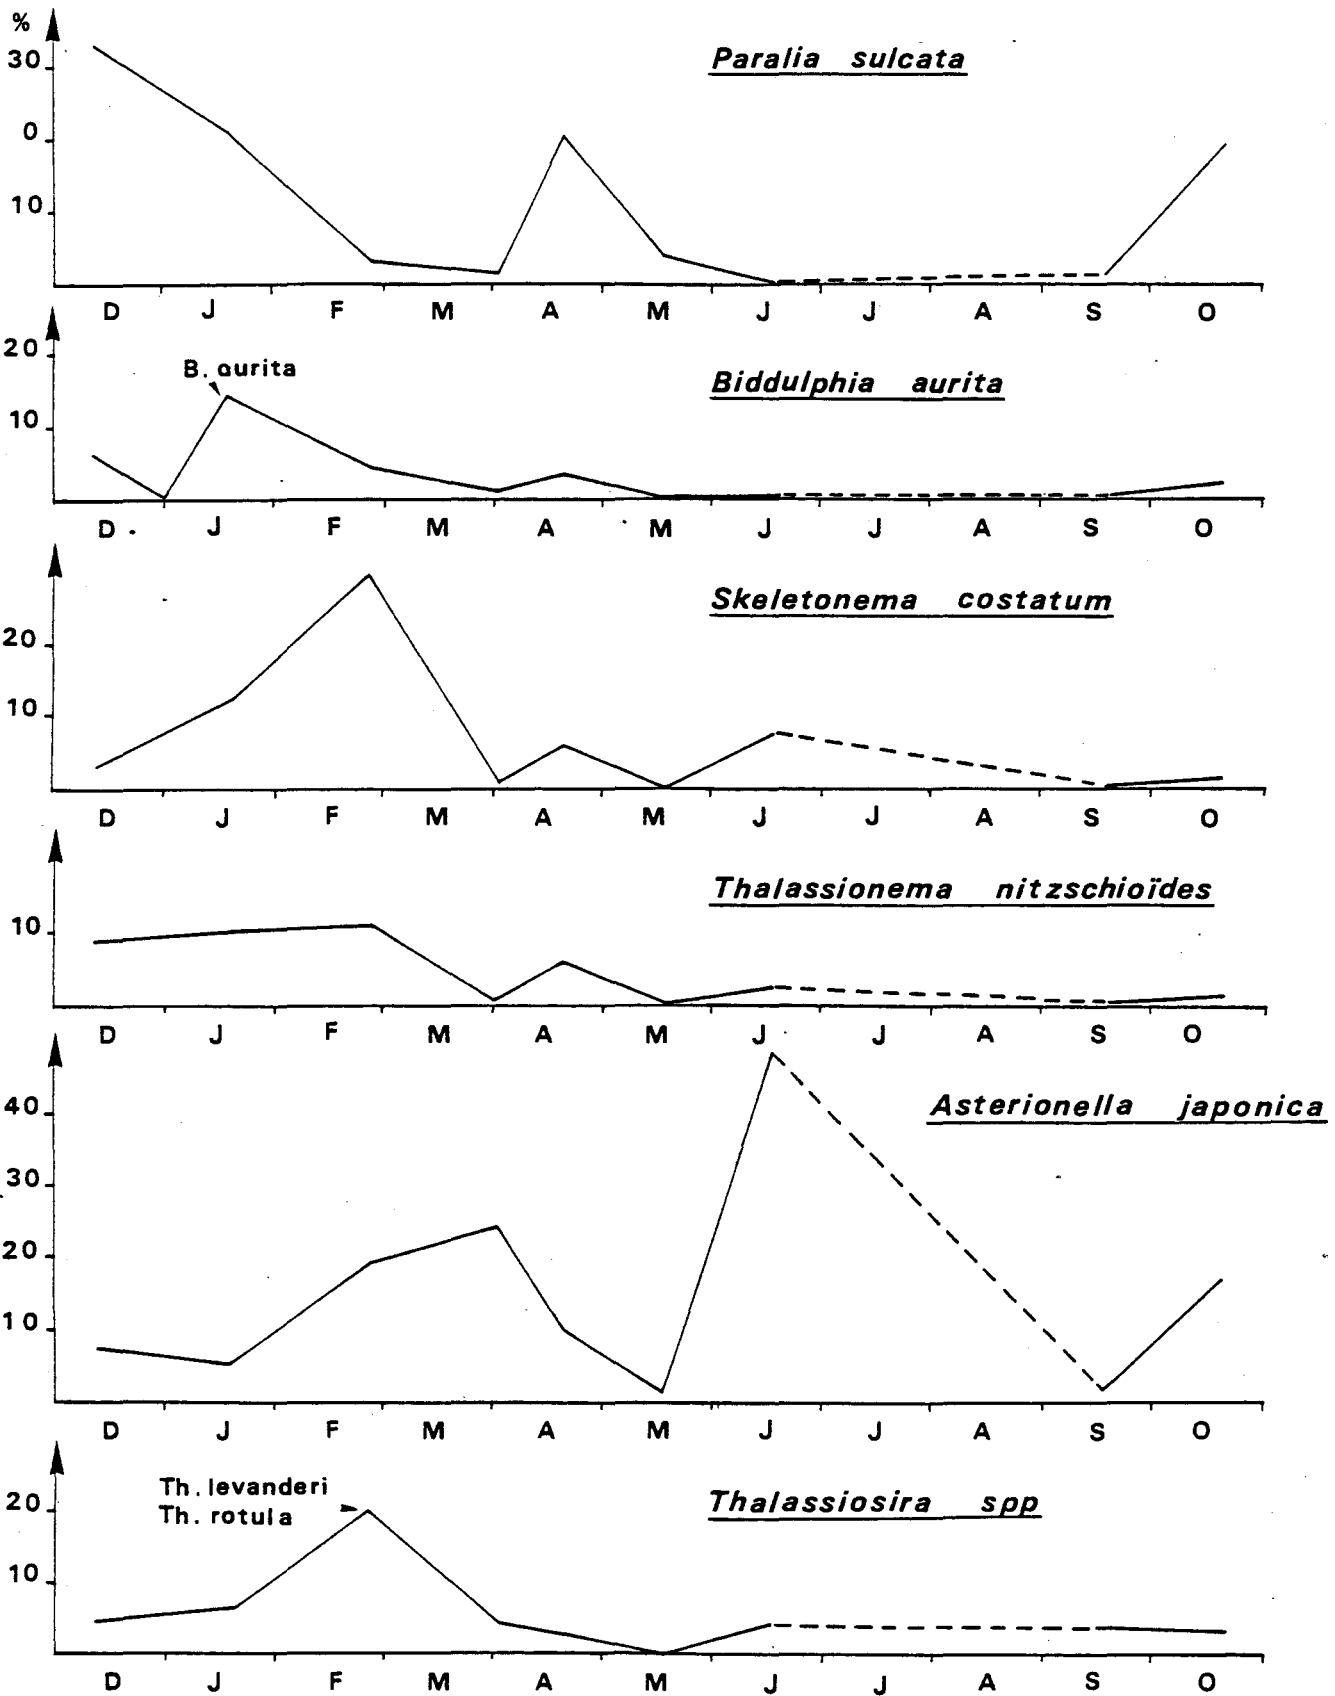 %
Paralia sulcata
30
0
10
D J F M A M J J A S O
20
B. aurita
Biddulphia aurita
10
D J F M A M J J A S O
Skeletonema costatum
20
10
D J F M A M J J A S O
Thalassionema nitzschioïdes
10
D J F M A M J J A S O
Asterionella japonica
40
30
20
10
D J F M A M J J A S O
Th. levanderi
Th. rotula
Thalassiosira spp
20
10
D J F M A M J J A S O